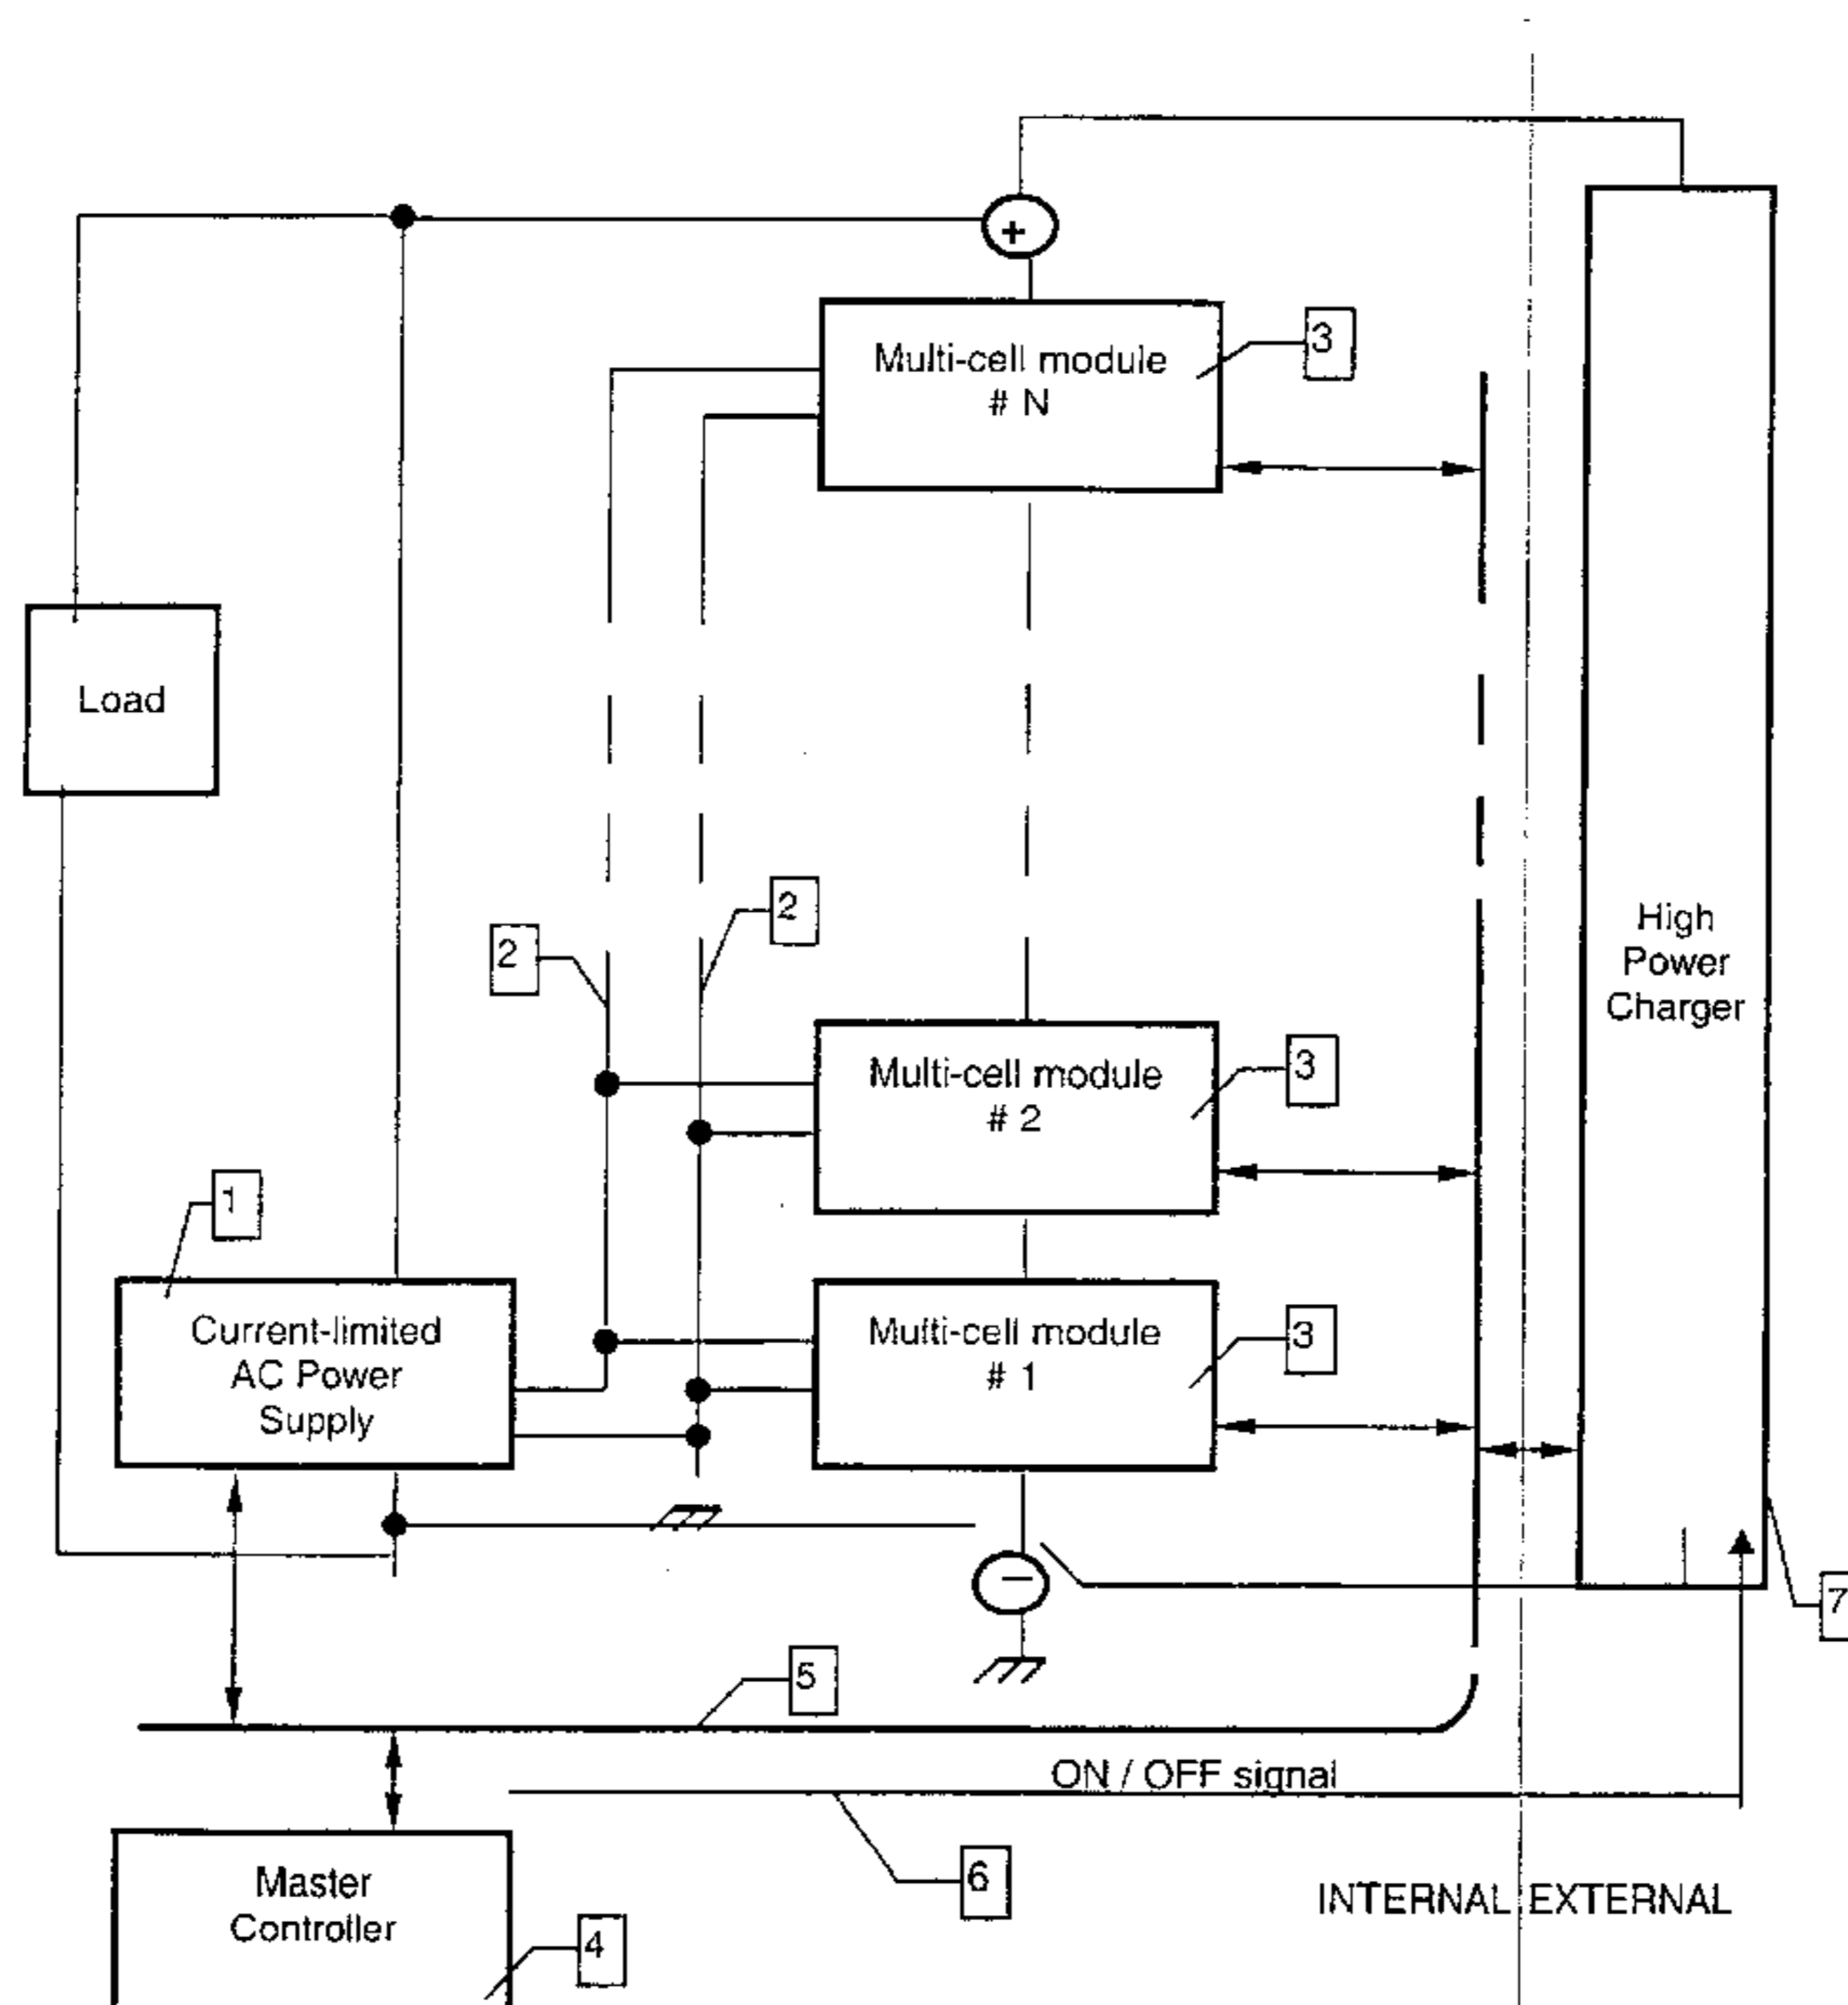 +
Multi-cell module
# N
3
Load
High
Power
Charger
2
2
Multi-cell module
# 2
3
1
Current-limited
AC Power
Supply
Multi-cell module
# 1
3
−
7
5
ON / OFF signal
6
Master
Controller
4
INTERNAL EXTERNAL